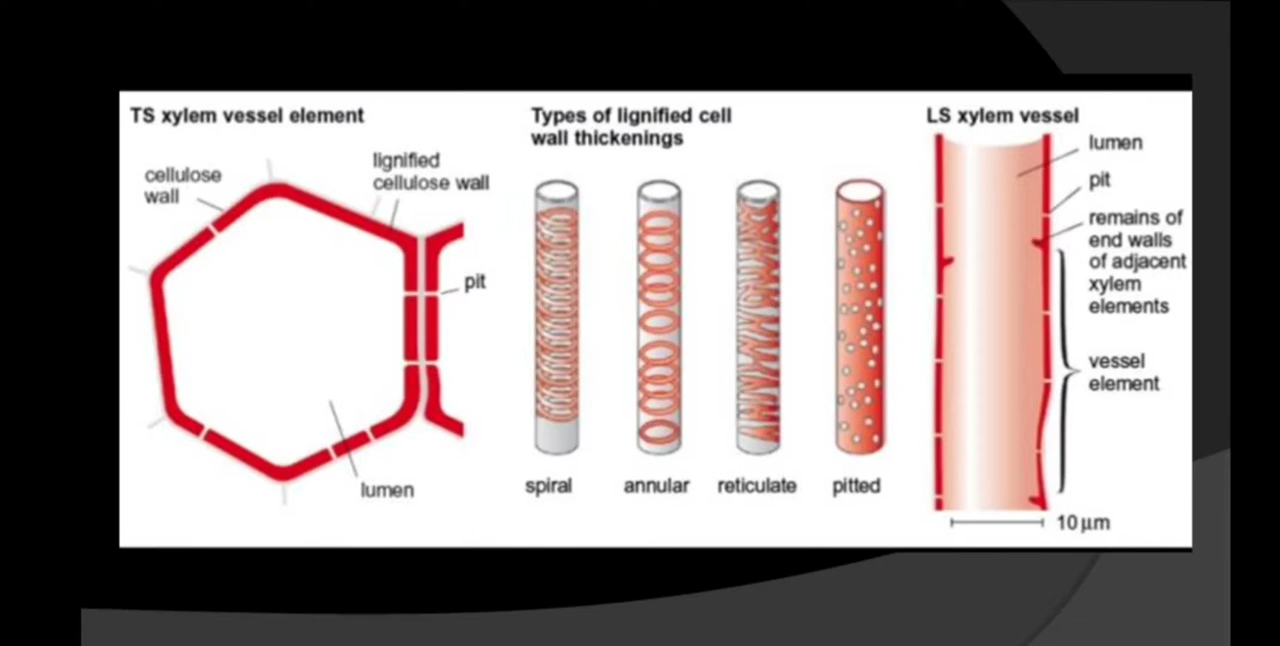 TS xylem vessel element
cellulose
wall
lignified
cellulose wall
pit
lumen
Types of lignified cell
wall thickenings
spiral
annular
reticulate
pitted
LS xylem vessel
lumen
pit
remains of
end walls
of adjacent
xylem
elements
vessel
element
10 µm